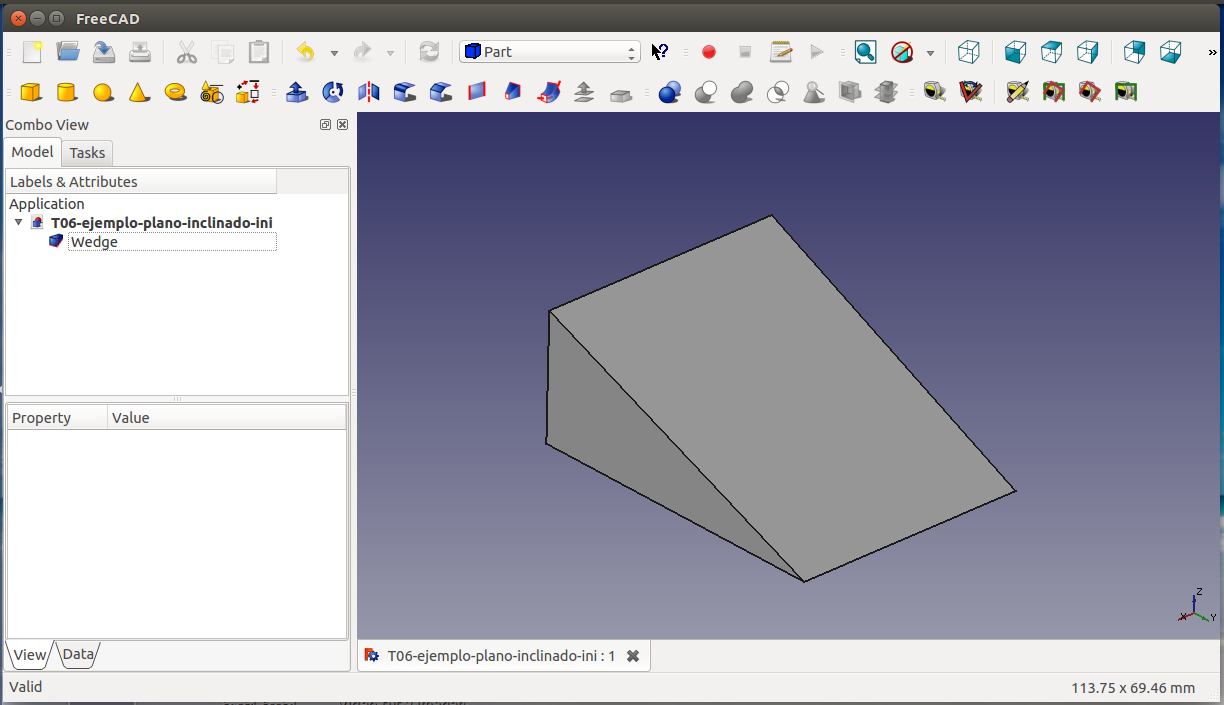 FreeCAD
Part
»
Combo View
Model Tasks
Labels & Attributes
Application
T06-ejemplo-plano-inclinado-ini
Wedge
Property Value
View Data
Z
X Y
T06-ejemplo-plano-inclinado-ini : 1
Valid
113.75 x 69.46 mm